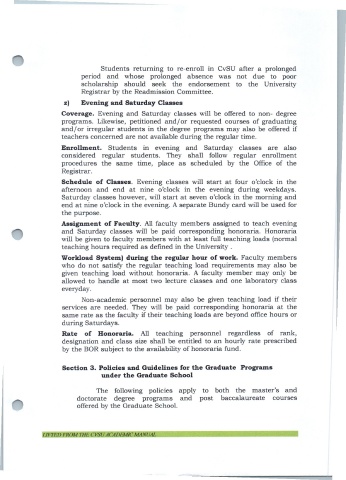 Students returning to re-enroll in CvSU after a prolonged
period and whose prolonged absence was not due to poor
scholarship should seek the endorsement to the University
Registrar by the Readmission Committee.
z) Evening and Saturday Classes
Coverage. Evening and Saturday classes will be offered to non- degree
programs. Likewise, petitioned and/or requested courses of graduating
and/or irregular students in the degree programs may also be offered if
teachers concerned are not available during the regular time.
Enrollment. Students in evening and Saturday classes are also
considered regular students. They shall follow regular enrollment
procedures the same time, place as scheduled by the Office of the
Registrar.
Schedule of Classes. Evening classes will start at four o'clock in the
afternoon and end at nine o'clock in the evening during weekdays.
Saturday classes however, will start at seven o'clock in the morning and
end at nine o'clock in the evening. A separate Bundy card will be used for
the purpose.
Assignment of Faculty. All faculty members assigned to teach evening
and Saturday classes will be paid corresponding honoraria. Honoraria
will be given to faculty members with at least full teaching loads (normal
teaching hours required as defined in the University .
Workload System) during the regular hour of work. Faculty members
who do not satisfy the regular teaching load requirements may also be
given teaching load without honoraria. A faculty member may only be
allowed to handle at most two lecture classes and one laboratory class
everyday.
Non-academic personnel may also be given teaching load if their
services are needed. They will be paid corresponding honoraria at the
same rate as the faculty if their teaching loads are beyond office hours or
during Saturdays.
Rate of Honoraria. All teaching personnel regardless of rank,
designation and class size shall be entitled to an hourly rate prescribed
by the BOR subject to the availability of honoraria fund.
Section 3. Policies and Guidelines for the Graduate Programs
under the Graduate School
The following policies apply to both the master's and
doctorate degree programs and post baccalaureate courses
offered by the Graduate School.
LIFTED FROM THE CVSU ACADEMIC MANUAL